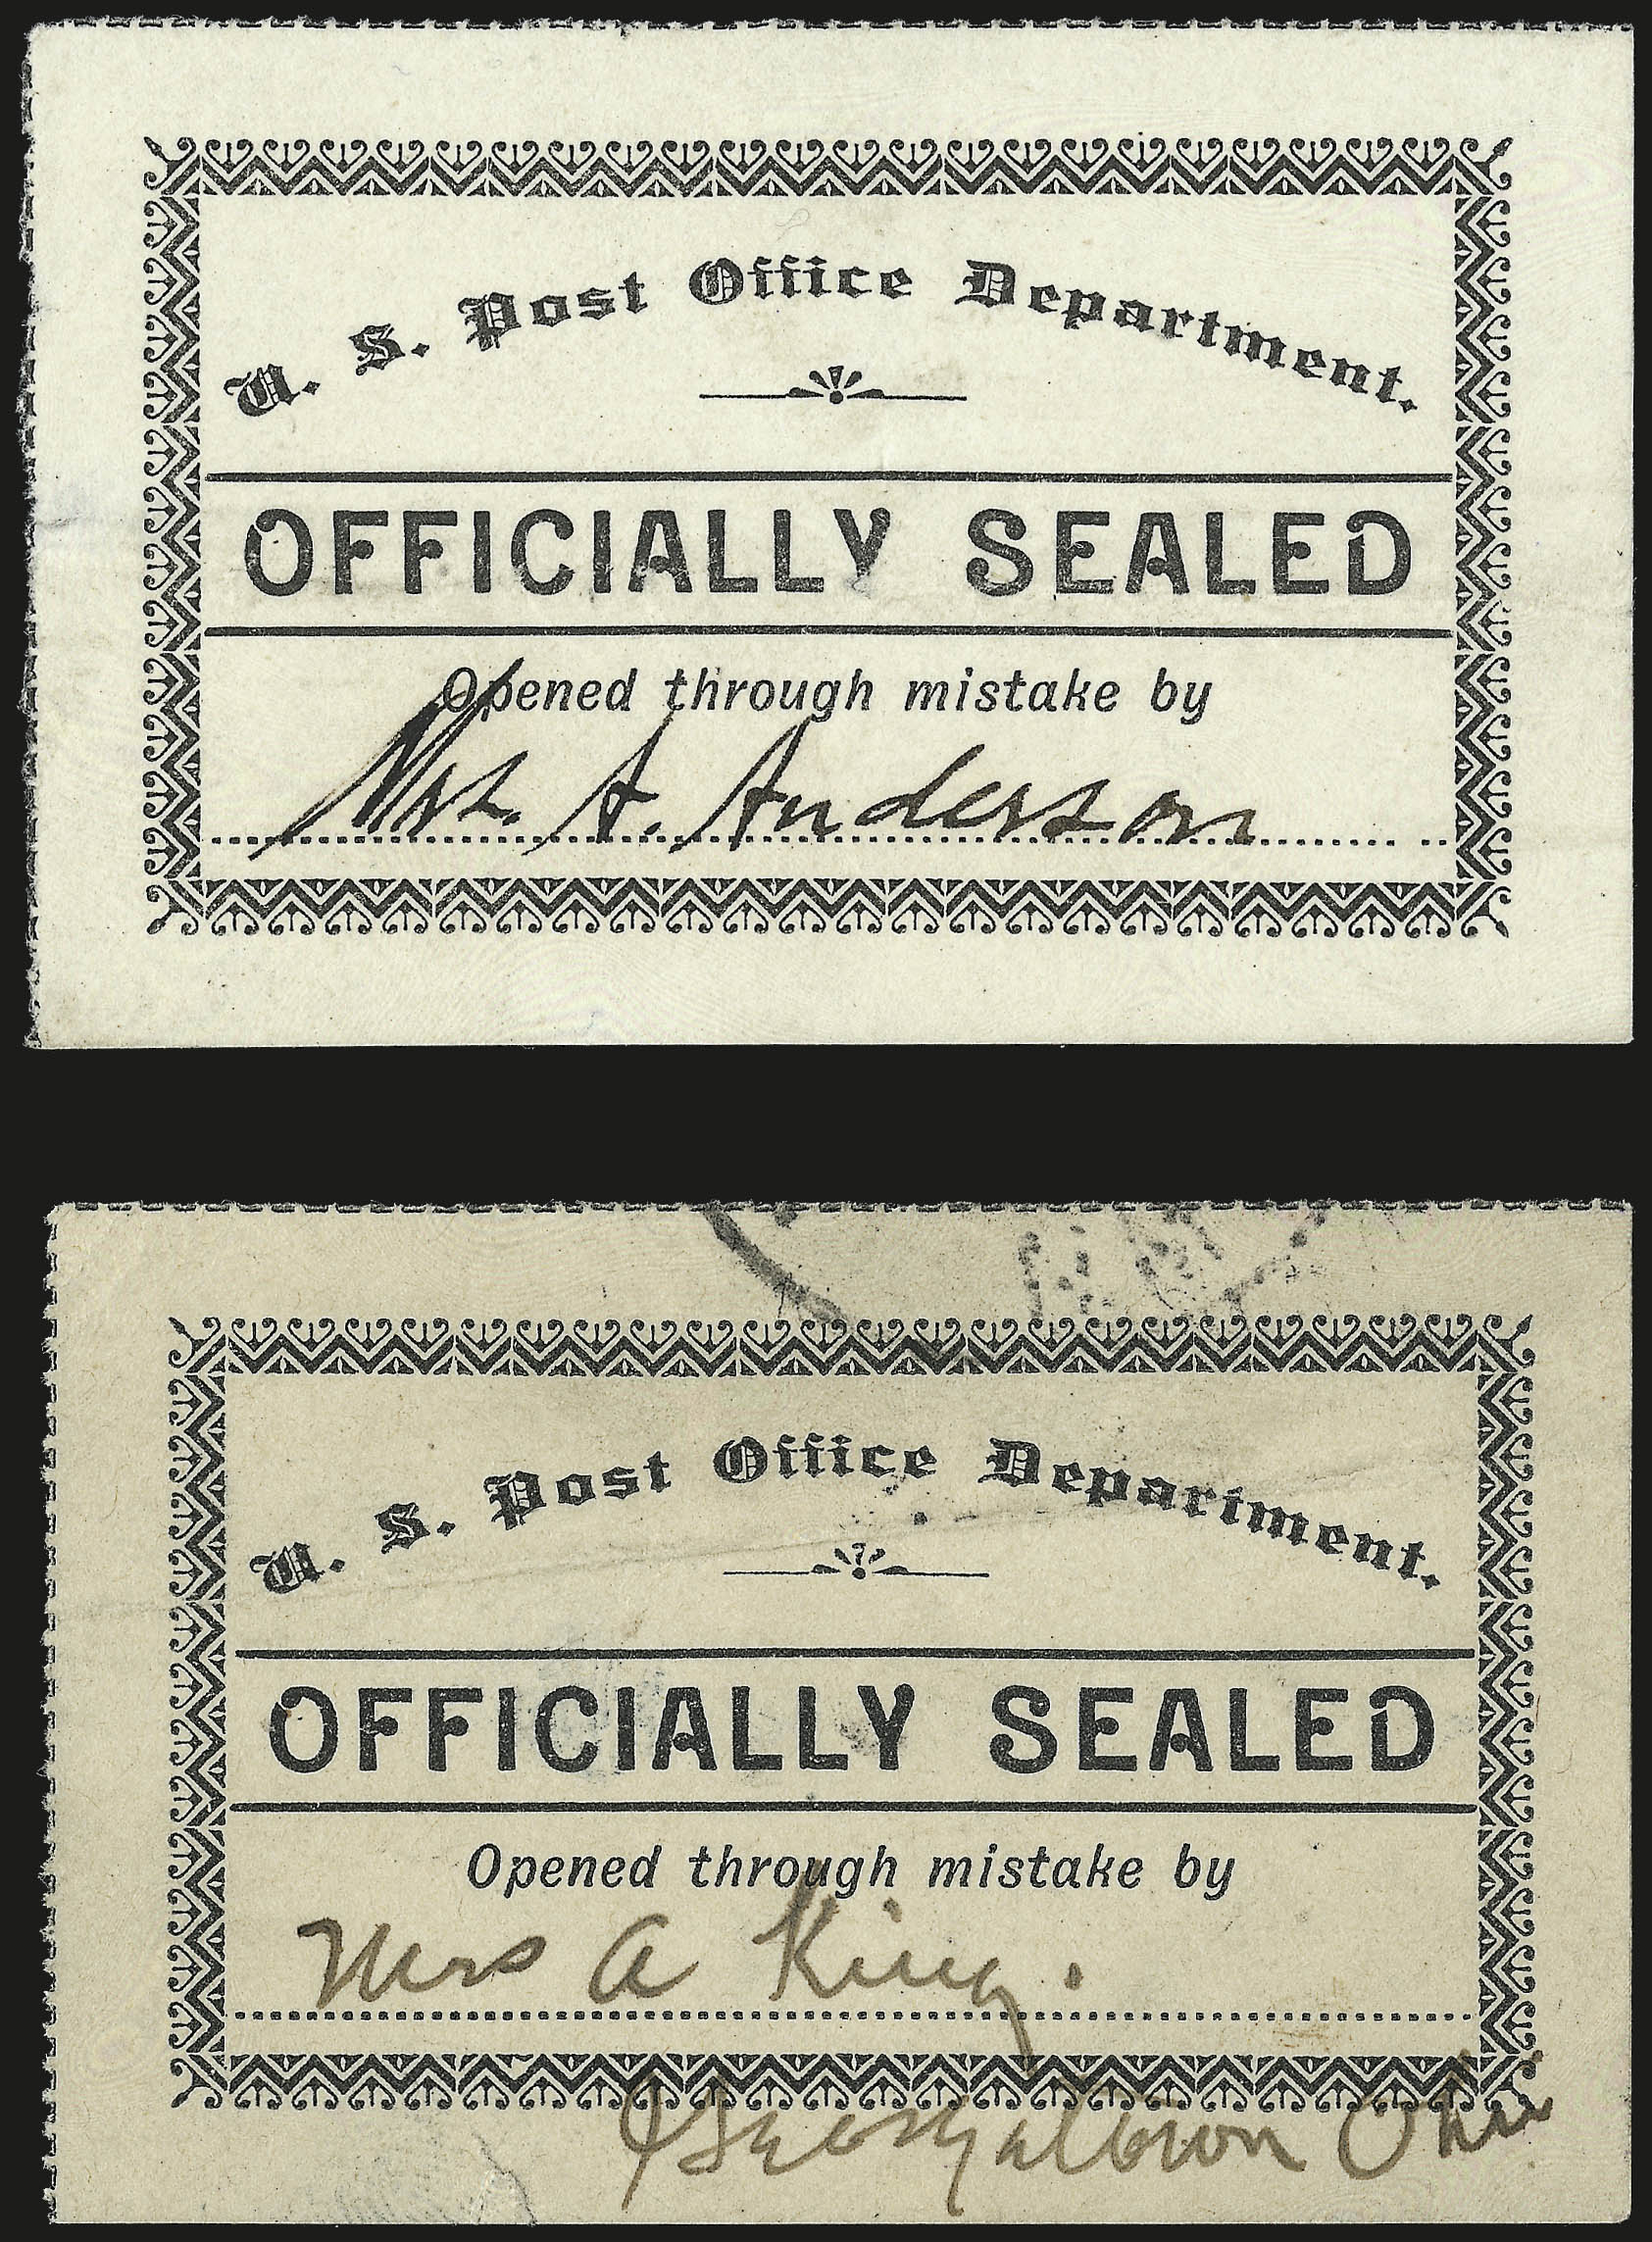 U. S. Post Office Department.
OFFICIALLY SEALED
Opened through mistake by
Mrs. A. Anderson
U. S. Post Office Department.
OFFICIALLY SEALED
Opened through mistake by
Mrs A King.